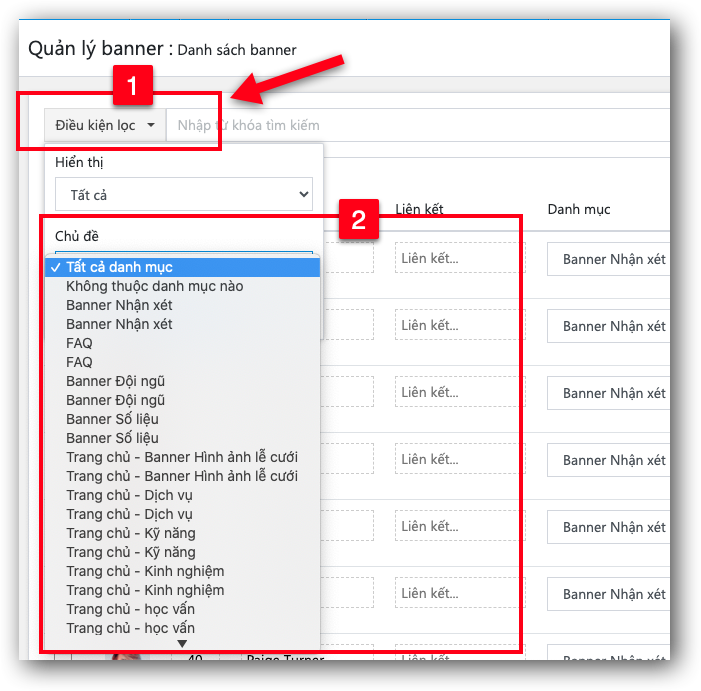 Quản lý banner : Danh sách banner
1
Điều kiện lọc
Nhập từ khóa tìm kiếm
Hiển thị
Tất cả
2
Liên kết
Danh mục
Chủ đề
Tất cả danh mục
Không thuộc danh mục nào
Banner Nhận xét
Banner Nhận xét
FAQ
FAQ
Banner Đội ngũ
Banner Đội ngũ
Banner Số liệu
Banner Số liệu
Trang chủ - Banner Hình ảnh lễ cưới
Trang chủ - Banner Hình ảnh lễ cưới
Trang chủ - Dịch vụ
Trang chủ - Dịch vụ
Trang chủ - Kỹ năng
Trang chủ - Kỹ năng
Trang chủ - Kinh nghiệm
Trang chủ - Kinh nghiệm
Trang chủ - học vấn
Trang chủ - học vấn
Liên kết...
Banner Nhận xét
Liên kết...
Banner Nhận xét
Liên kết...
Banner Nhận xét
Liên kết...
Banner Nhận xét
Liên kết...
Banner Nhận xét
Liên kết...
Banner Nhận xét
40
Paige Turner
Liên kết...
Banner Nhận xét